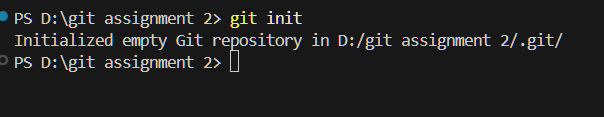 PS D:\git assignment 2> git init
Initialized empty Git repository in D:/git assignment 2/.git/
PS D:\git assignment 2>